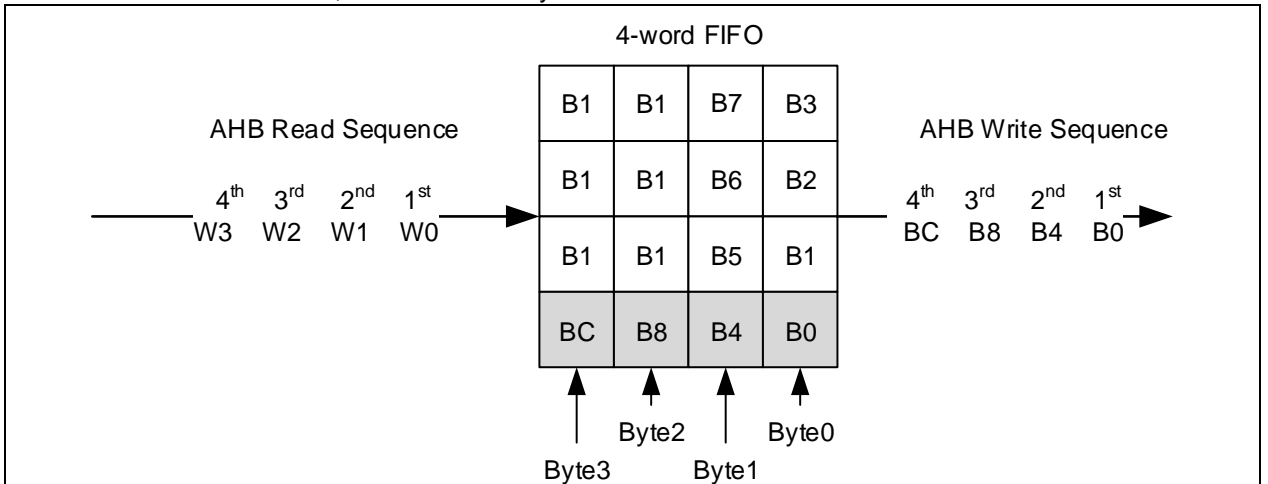 4-word FIFO
B1 B1 B7 B3
AHB Read Sequence
AHB Write Sequence
B1 B1 B6 B2
4th 3rd 2nd 1st
W3 W2 W1 W0
4th 3rd 2nd 1st
BC B8 B4 B0
B1 B1 B5 B1
BC B8 B4 B0
Byte2 Byte0
Byte3 Byte1